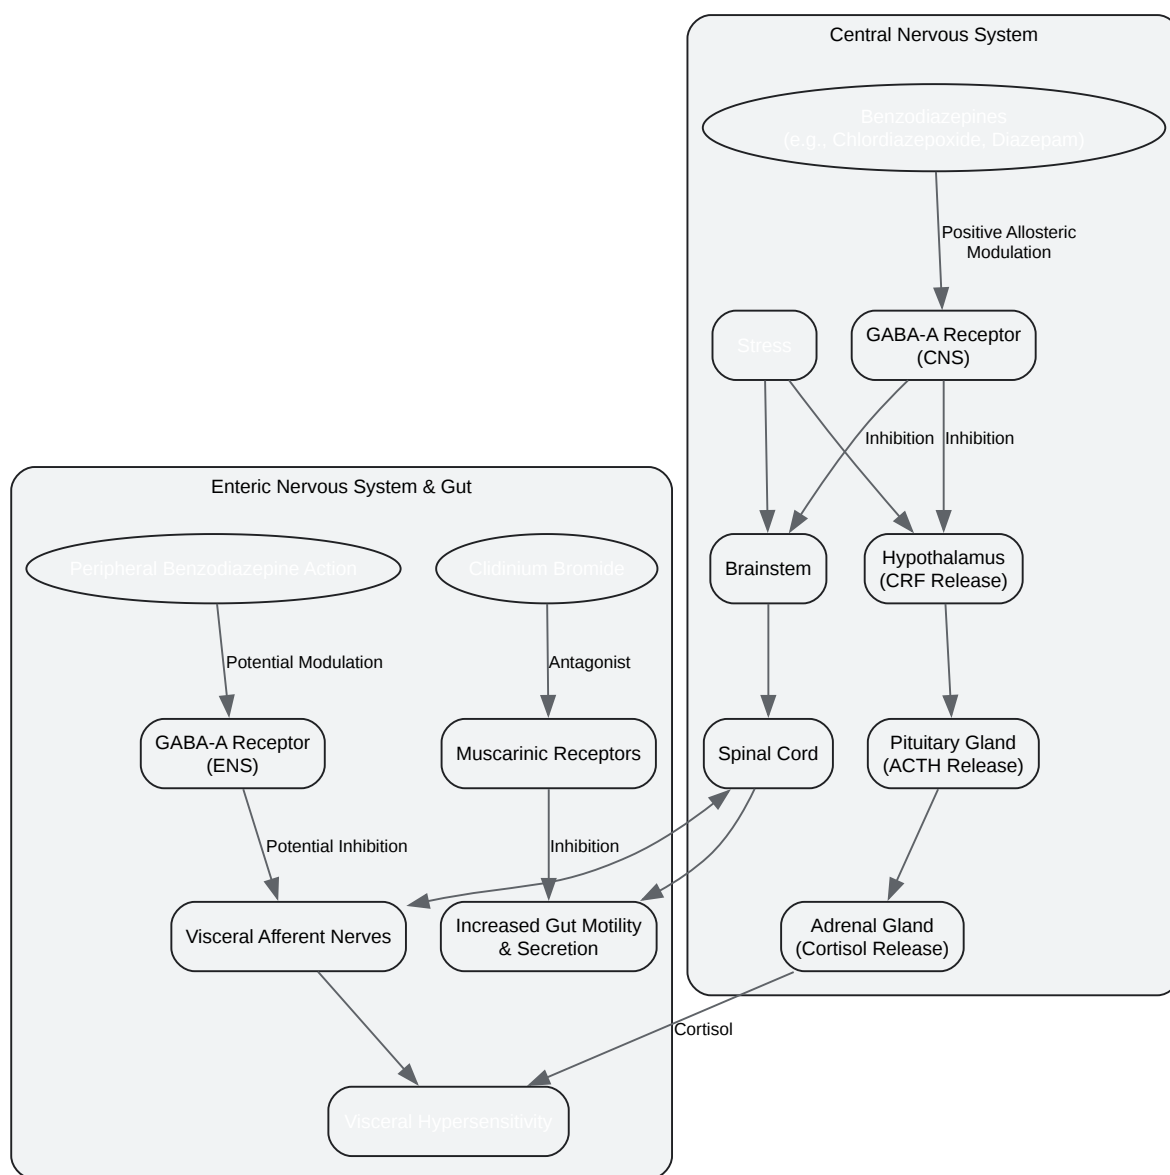 Central Nervous System
Benzodiazepines
(e.g., Chlordiazepoxide, Diazepam)
Positive Allosteric
Modulation
Stress
GABA-A Receptor
(CNS)
Inhibition
Inhibition
Enteric Nervous System & Gut
Peripheral Benzodiazepine Action
Clidinium Bromide
Brainstem
Hypothalamus
(CRF Release)
Potential Modulation
Antagonist
GABA-A Receptor
(ENS)
Muscarinic Receptors
Spinal Cord
Pituitary Gland
(ACTH Release)
Potential Inhibition
Inhibition
Visceral Afferent Nerves
Increased Gut Motility
& Secretion
Adrenal Gland
(Cortisol Release)
Cortisol
Visceral Hypersensitivity